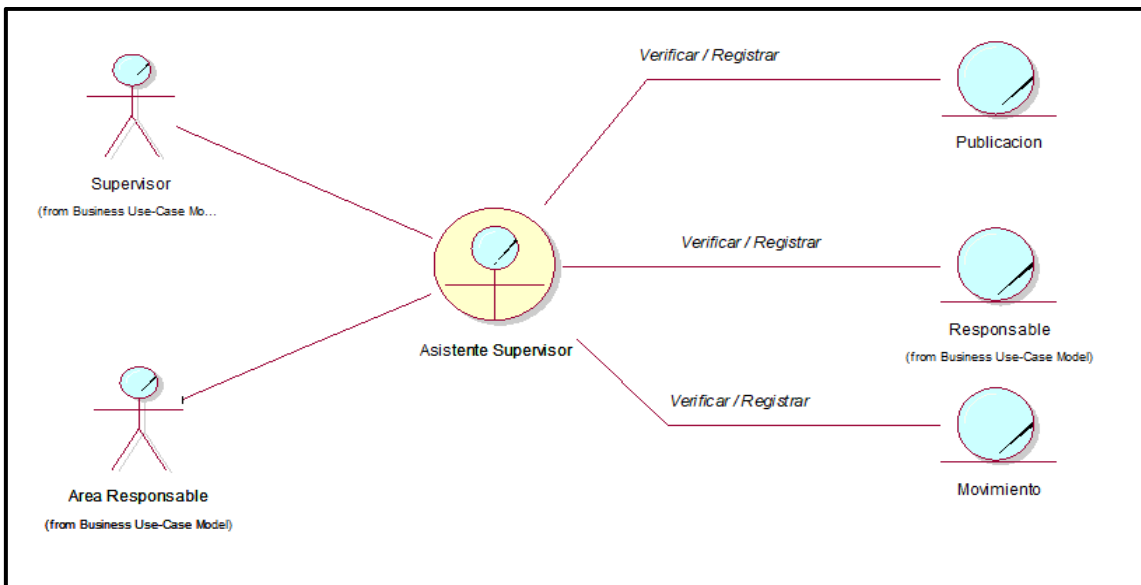 Verificar / Registrar
Publicacion
Supervisor
(from Business Use-Case Mo...
Verificar / Registrar
Asistente Supervisor
Responsable
(from Business Use-Case Model)
Verificar / Registrar
Area Responsable
(from Business Use-Case Model)
Movimiento